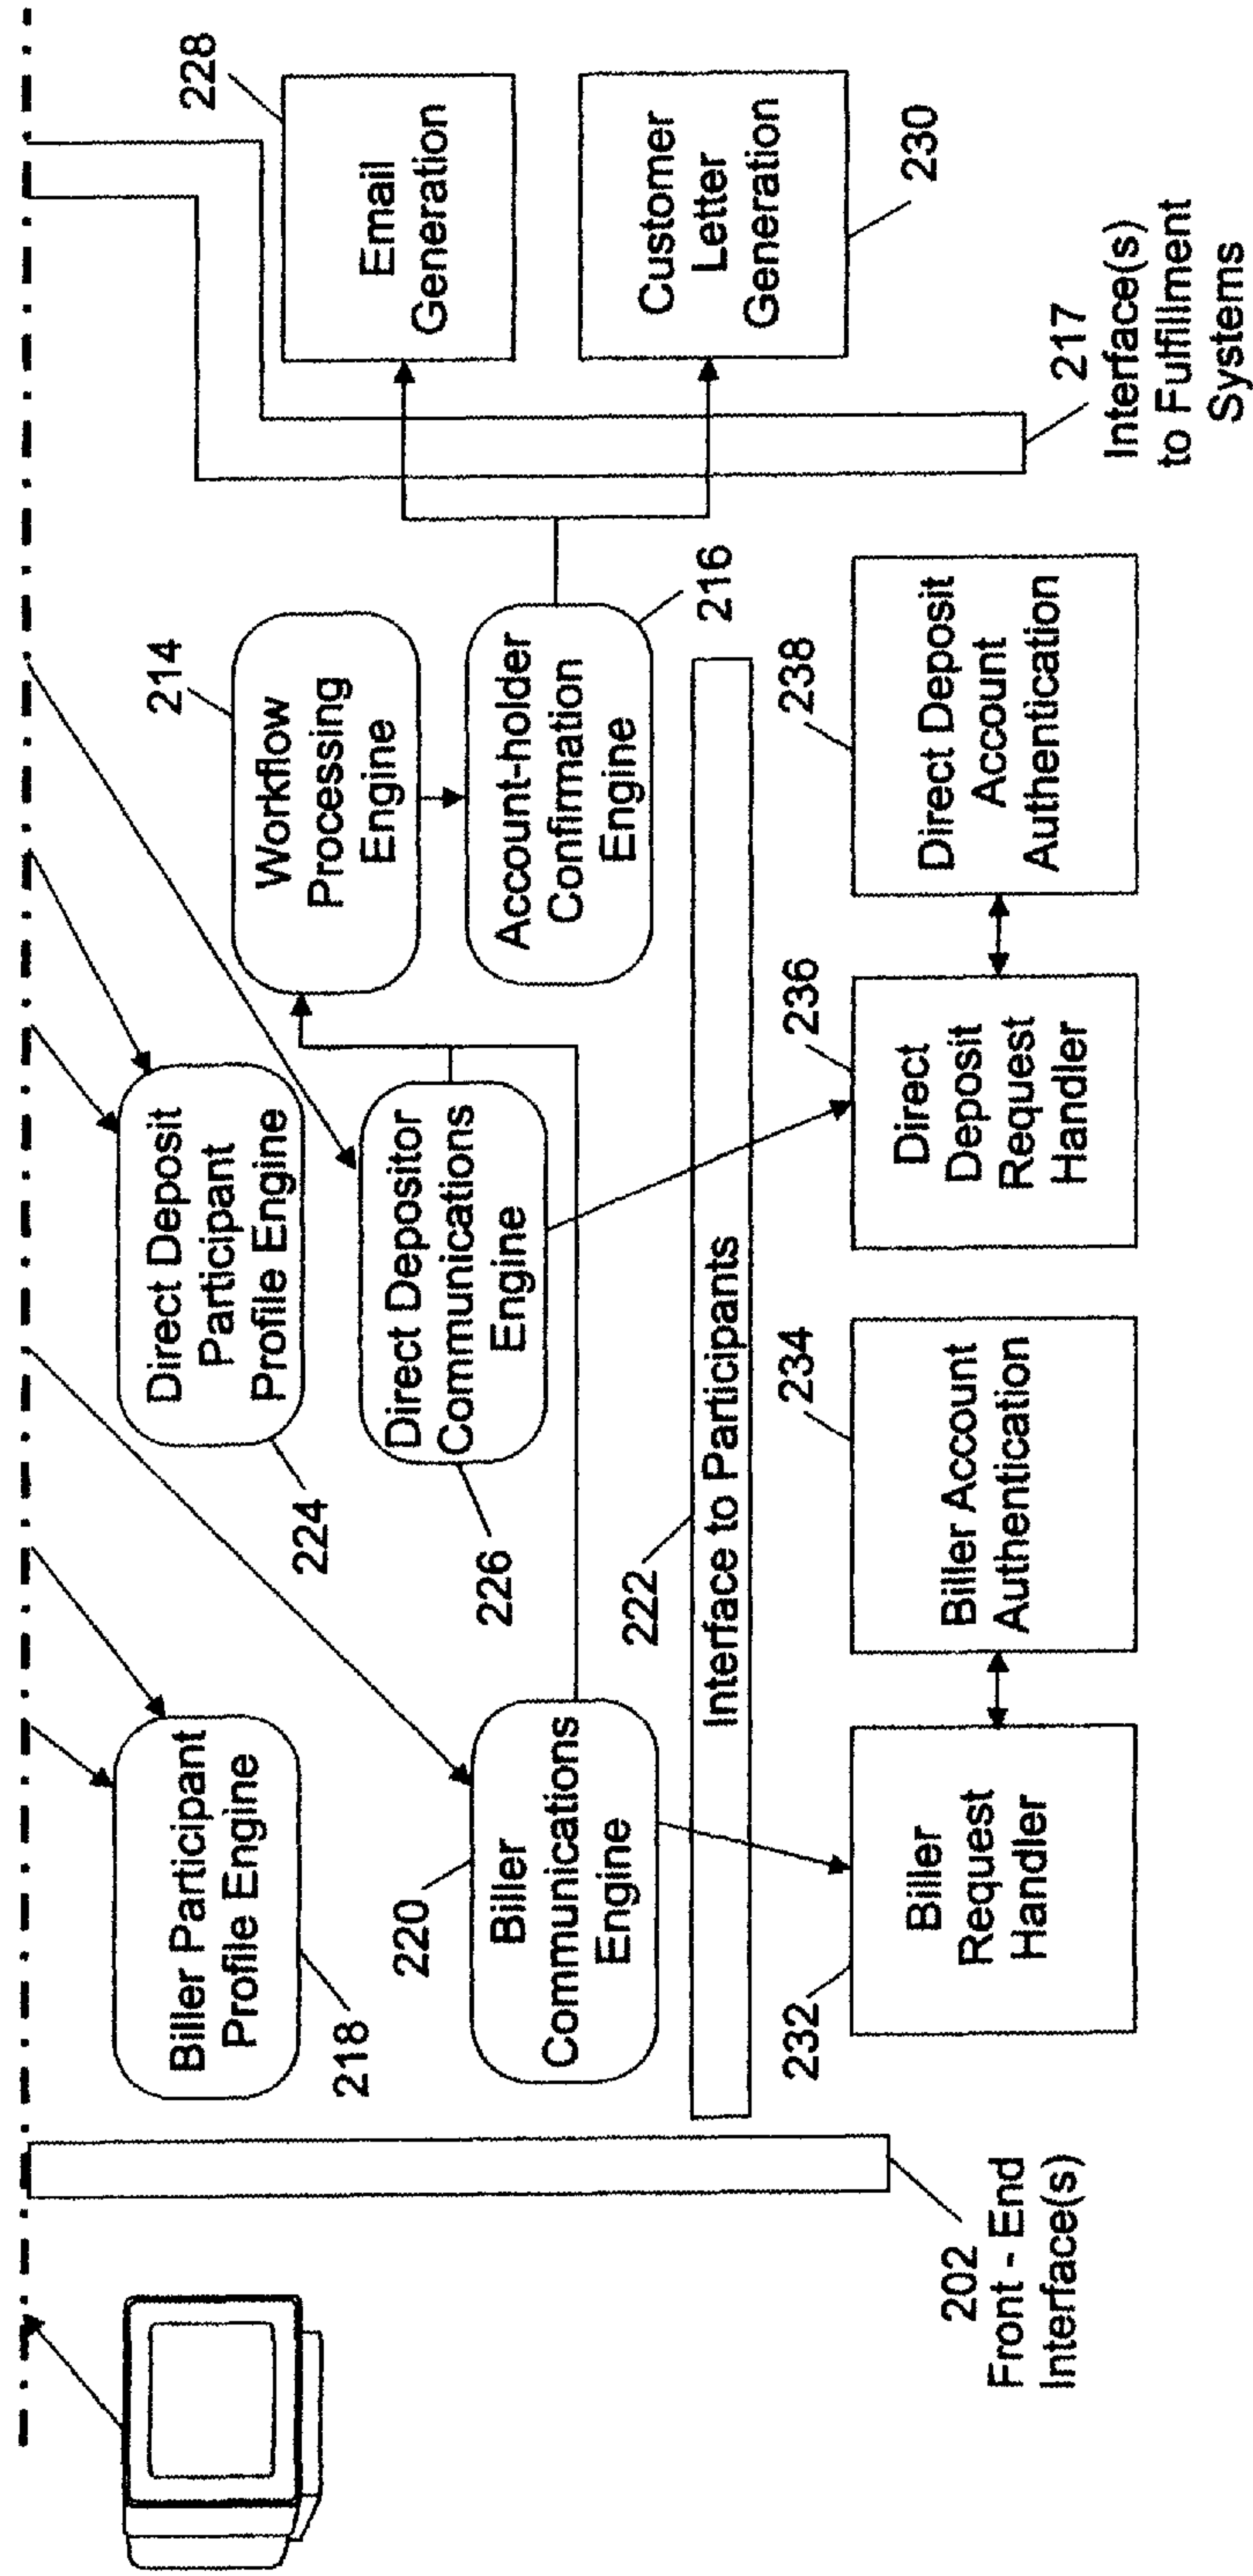 Biller Participant
Profile Engine
218
Direct Deposit
Participant
Profile Engine
224
214
Workflow
Processing
Engine
228
Email
Generation
220
Biller
Communications
Engine
Direct Depositor
Communications
Engine
226
Account-holder
Confirmation
Engine
216
Customer
Letter
Generation
230
222
Interface to Participants
232
Biller
Request
Handler
234
Biller Account
Authentication
236
Direct
Deposit
Request
Handler
238
Direct Deposit
Account
Authentication
202
Front - End
Interface(s)
217
Interface(s)
to Fulfillment
Systems